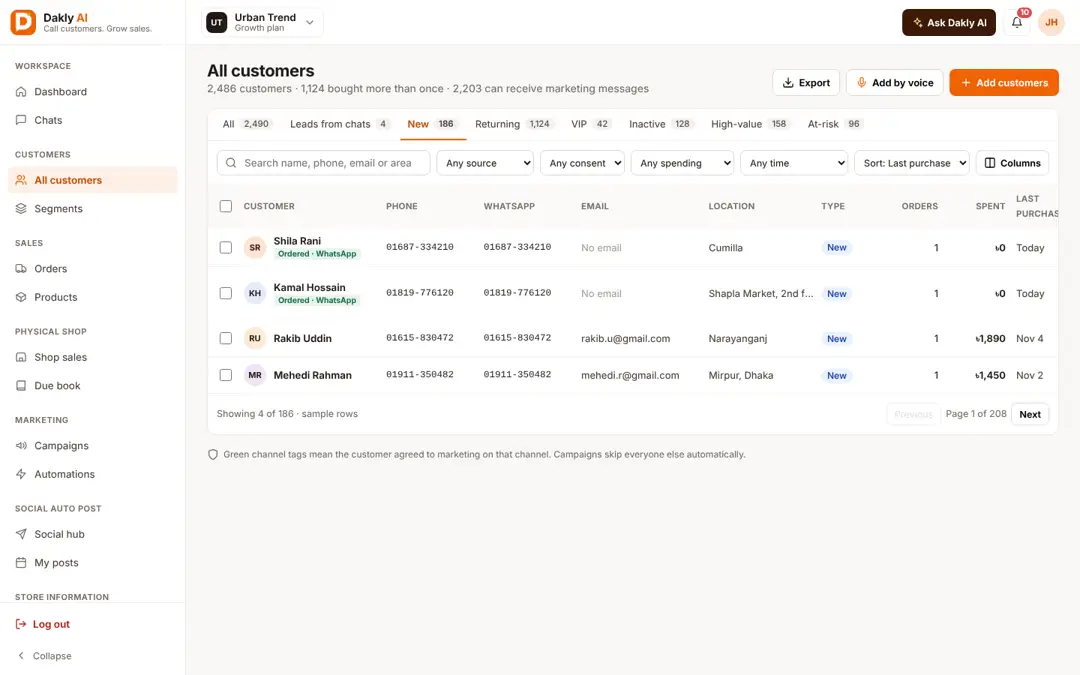 Dakly AI
Call customers. Grow sales.
UT
Urban Trend
Growth plan
Ask Dakly AI
10
JH
WORKSPACE
Dashboard
Chats
CUSTOMERS
All customers
Segments
SALES
Orders
Products
PHYSICAL SHOP
Shop sales
Due book
MARKETING
Campaigns
Automations
SOCIAL AUTO POST
Social hub
My posts
STORE INFORMATION
Log out
Collapse
All customers
2,486 customers · 1,124 bought more than once · 2,203 can receive marketing messages
Export
Add by voice
Add customers
All 2,490 Leads from chats 4 New 186 Returning 1,124 VIP 42 Inactive 128 High-value 158 At-risk 96
Search name, phone, email or area
Any source
Any consent
Any spending
Any time
Sort: Last purchase
Columns
CUSTOMER PHONE WHATSAPP EMAIL LOCATION TYPE ORDERS SPENT LAST PURCHAS
SR Shila Rani 01687-334210 01687-334210 No email Cumilla New 1 ৳0 Today
Ordered · WhatsApp
KH Kamal Hossain 01819-776120 01819-776120 No email Shapla Market, 2nd f... New 1 ৳0 Today
Ordered · WhatsApp
RU Rakib Uddin 01615-830472 01615-830472 rakib.u@gmail.com Narayanganj New 1 ৳1,890 Nov 4
MR Mehedi Rahman 01911-350482 01911-350482 mehedi.r@gmail.com Mirpur, Dhaka New 1 ৳1,450 Nov 2
Showing 4 of 186 · sample rows
Previous
Page 1 of 208
Next
Green channel tags mean the customer agreed to marketing on that channel. Campaigns skip everyone else automatically.